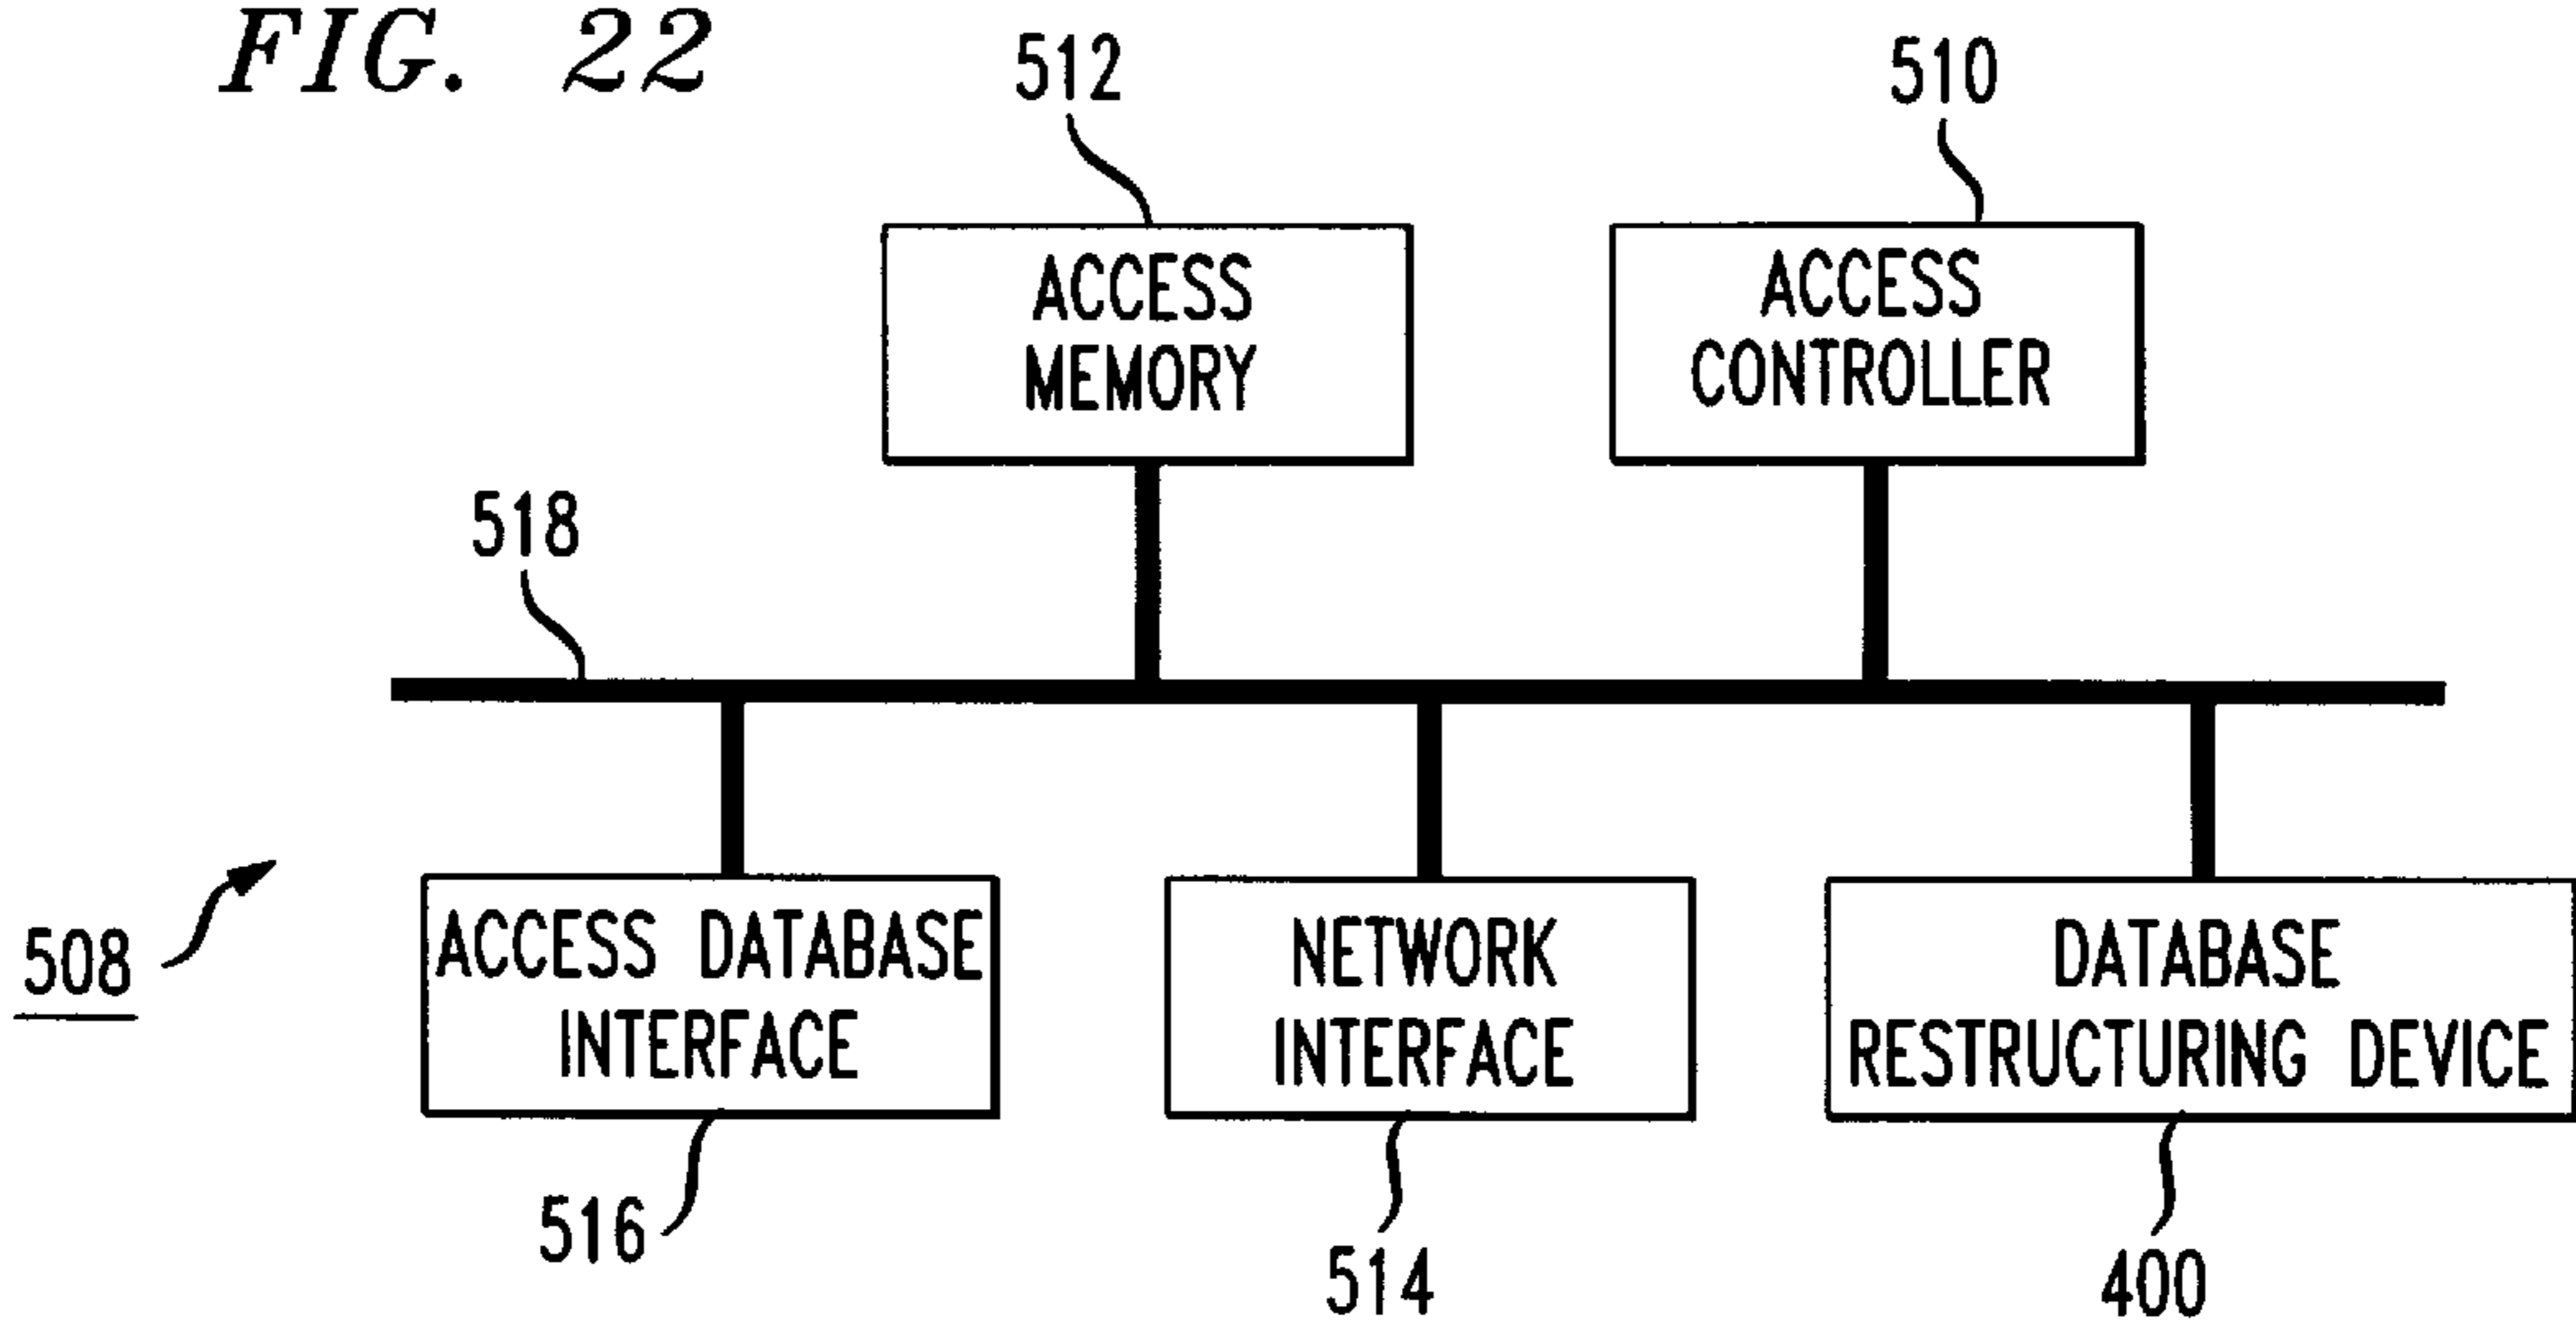 FIG. 22
512
510
ACCESS
MEMORY
ACCESS
CONTROLLER
518
508
ACCESS DATABASE
INTERFACE
NETWORK
INTERFACE
DATABASE
RESTRUCTURING DEVICE
516
514
400